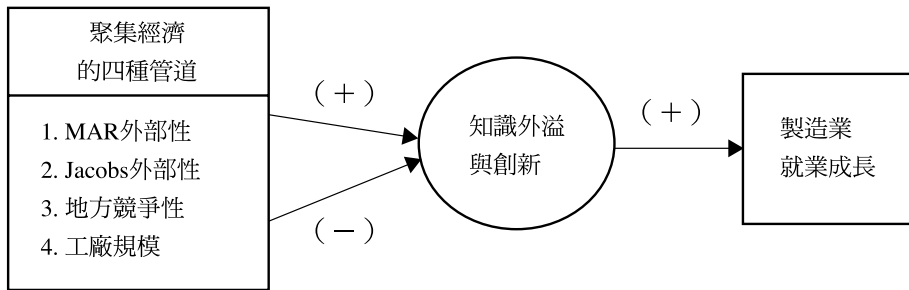 聚集經濟
的四種管道
1. MAR外部性
2. Jacobs外部性
3. 地方競爭性
4. 工廠規模
(+)
(−)
知識外溢
與創新
(+)
製造業
就業成長